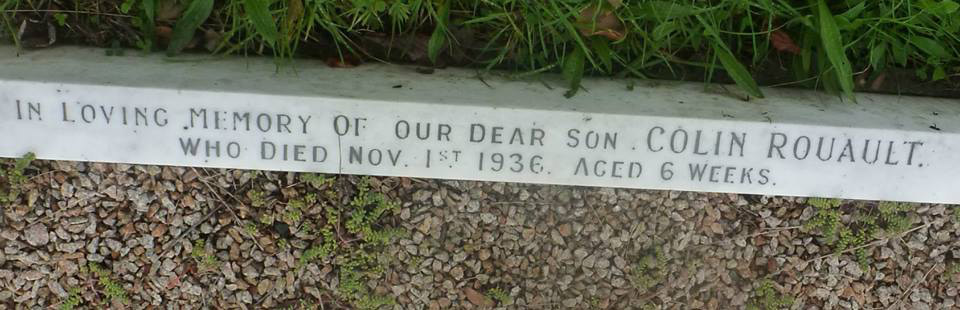 IN LOVING MEMORY OF OUR DEAR SON. COLIN ROUAULT.
WHO DIED NOV. 1ST 1936. AGED 6 WEEKS.